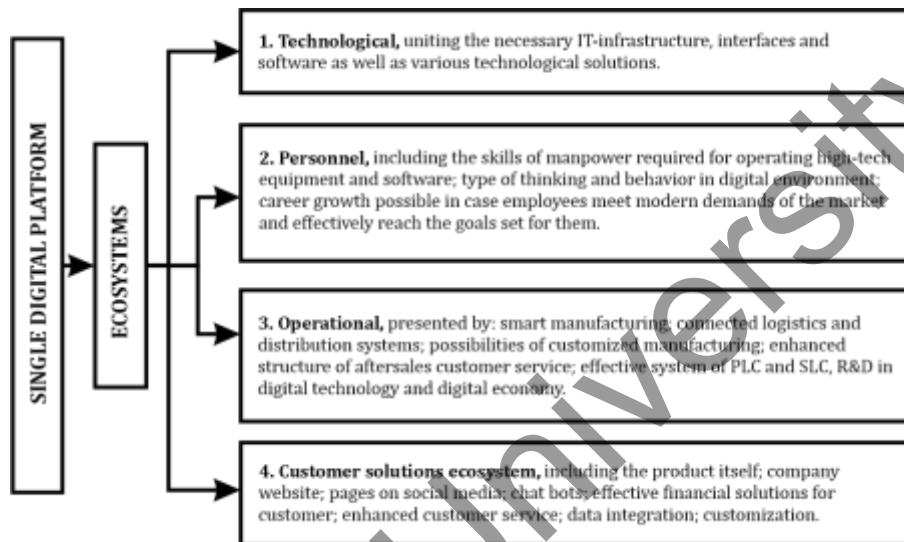 SINGLE DIGITAL PLATFORM
ECOSYSTEMS
1. Technological, uniting the necessary IT-infrastructure, interfaces and
software as well as various technological solutions.
2. Personnel, including the skills of manpower required for operating high-tech
equipment and software; type of thinking and behavior in digital environment;
career growth possible in case employees meet modern demands of the market
and effectively reach the goals set for them.
3. Operational, presented by: smart manufacturing; connected logistics and
distribution systems; possibilities of customized manufacturing; enhanced
structure of aftersales customer service; effective system of PLC and SLC, R&D in
digital technology and digital economy.
4. Customer solutions ecosystem, including the product itself; company
website; pages on social media; chat bots; effective financial solutions for
customer; enhanced customer service; data integration; customization.
University